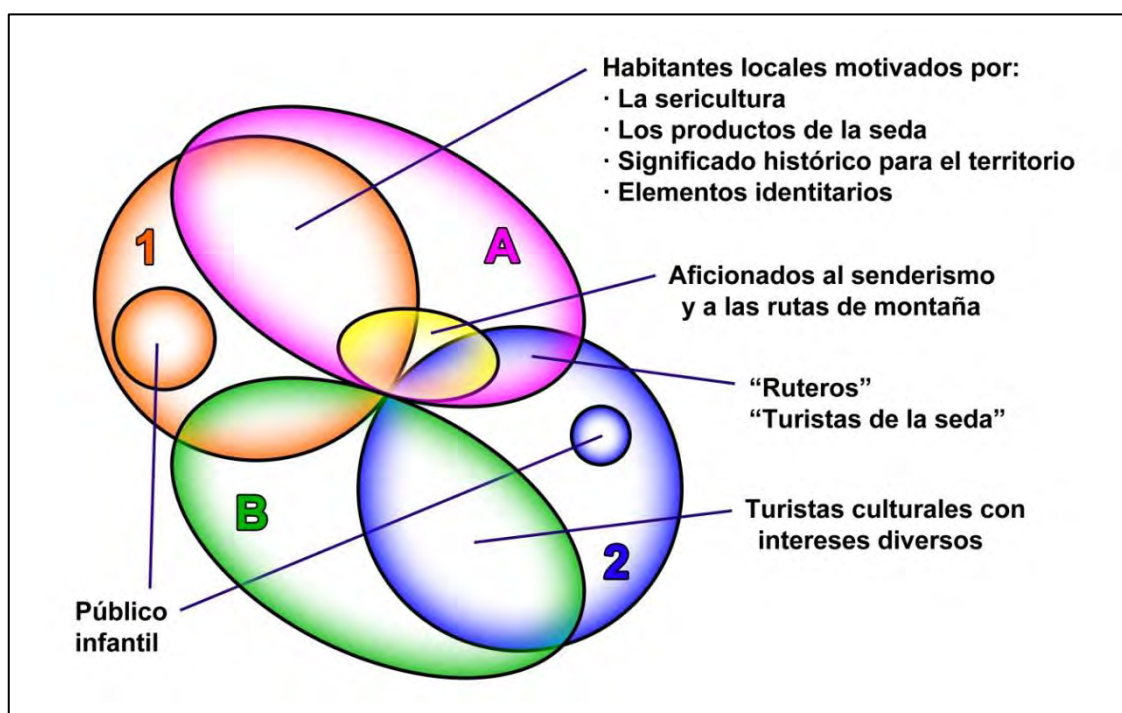 Habitantes locales motivados por:
· La sericultura
· Los productos de la seda
· Significado histórico para el territorio
· Elementos identitarios
1
A
Aficionados al senderismo
y a las rutas de montaña
“Ruteros”
“Turistas de la seda”
B
Turistas culturales con
intereses diversos
2
Público
infantil